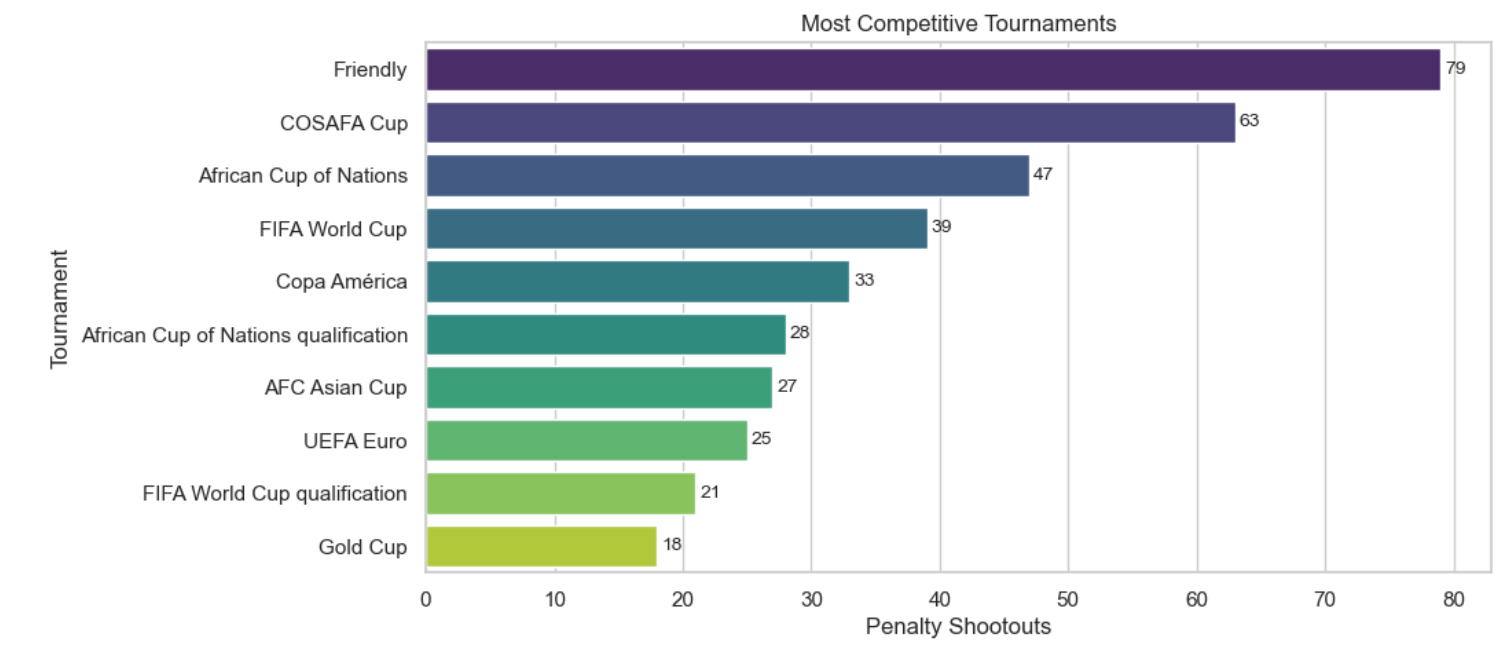 Most Competitive Tournaments
Friendly
79
COSAFA Cup
63
African Cup of Nations
47
FIFA World Cup
39
Copa América
33
African Cup of Nations qualification
28
AFC Asian Cup
27
UEFA Euro
25
FIFA World Cup qualification
21
Gold Cup
18
Tournament
0 10 20 30 40 50 60 70 80
Penalty Shootouts